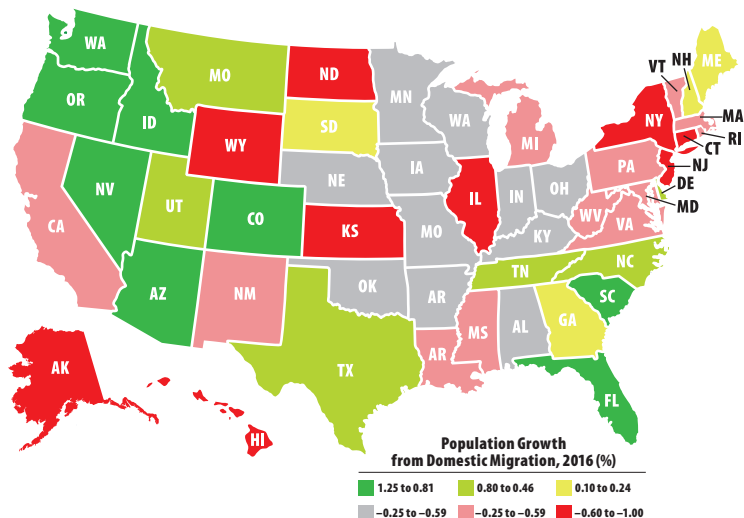 WA
MO
ND
MN
VT
NH
ME
OR
ID
WY
SD
WA
MI
NY
MA
RI
CT
NJ
DE
MD
NV
UT
CO
NE
IA
IL
IN
OH
PA
CA
KS
MO
KY
WV
VA
AZ
NM
OK
AR
TN
NC
SC
TX
AR
MS
AL
GA
FL
AK
HI
Population Growth
from Domestic Migration, 2016 (%)
1.25 to 0.81
0.80 to 0.46
0.10 to 0.24
–0.25 to –0.59
–0.25 to –0.59
–0.60 to –1.00